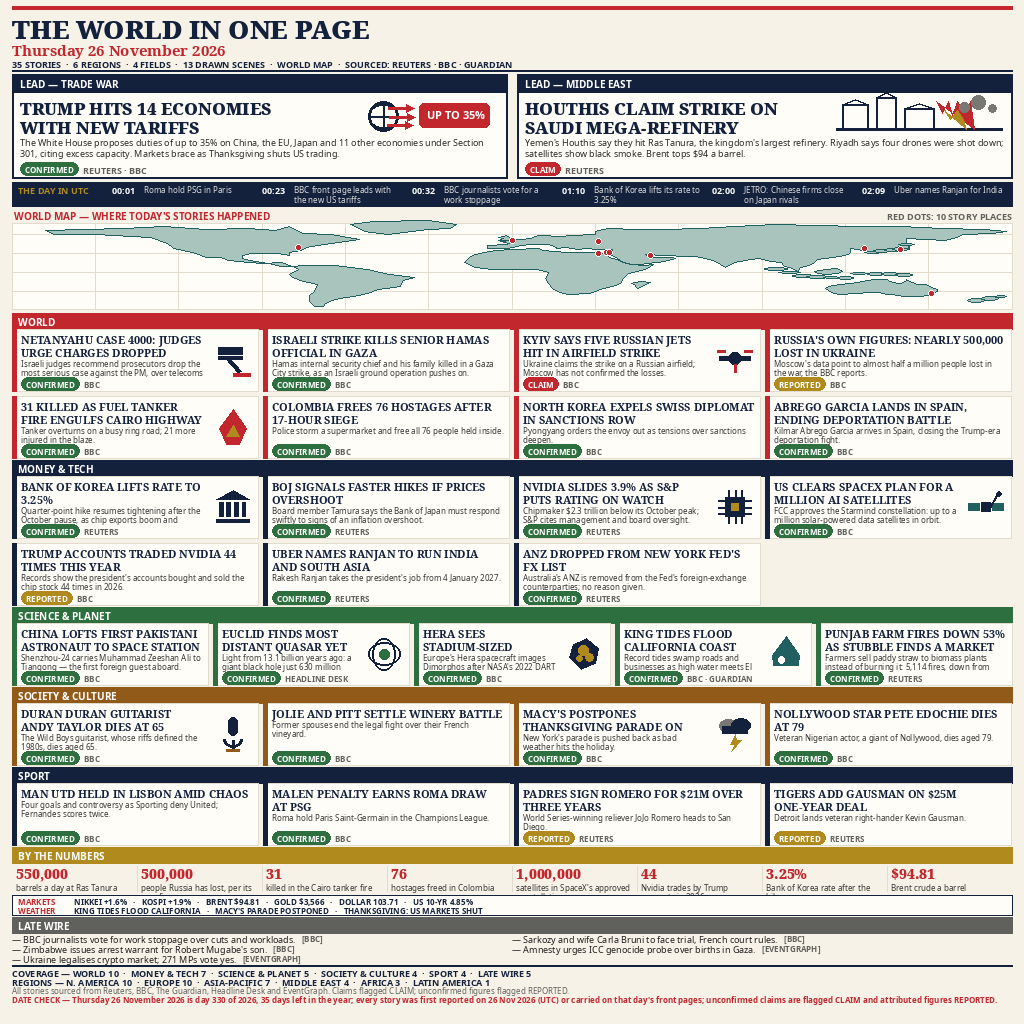 THE WORLD IN ONE PAGE
Thursday 26 November 2026
35 STORIES · 6 REGIONS · 4 FIELDS · 13 DRAWN SCENES · WORLD MAP · SOURCED: REUTERS · BBC · GUARDIAN
LEAD — TRADE WAR
TRUMP HITS 14 ECONOMIES
WITH NEW TARIFFS
UP TO 35%
The White House proposes duties of up to 35% on China, the EU, Japan and 11 other economies under Section
301, citing excess capacity. Markets brace as Thanksgiving shuts US trading.
CONFIRMED REUTERS · BBC
LEAD — MIDDLE EAST
HOUTHIS CLAIM STRIKE ON
SAUDI MEGA-REFINERY
Yemen's Houthis say they hit Ras Tanura, the kingdom's largest refinery. Riyadh says four drones were shot down;
satellites show black smoke. Brent tops $94 a barrel.
CLAIM REUTERS
THE DAY IN UTC
00:01 Roma hold PSG in Paris
00:23 BBC front page leads with
the new US tariffs
00:32 BBC journalists vote for a
work stoppage
01:10 Bank of Korea lifts its rate to
3.25%
02:00 JETRO: Chinese firms close
on Japan rivals
02:09 Uber names Ranjan for India
WORLD MAP — WHERE TODAY'S STORIES HAPPENED
RED DOTS: 10 STORY PLACES
WORLD
NETANYAHU CASE 4000: JUDGES
URGE CHARGES DROPPED
Israeli judges recommend prosecutors drop the
most serious case against the PM, over telecoms
CONFIRMED BBC
ISRAELI STRIKE KILLS SENIOR HAMAS
OFFICIAL IN GAZA
Hamas internal security chief and his family killed in a Gaza
City strike, as an Israeli ground operation pushes on.
CONFIRMED BBC
KYIV SAYS FIVE RUSSIAN JETS
HIT IN AIRFIELD STRIKE
Ukraine claims the strike on a Russian airfield;
Moscow has not confirmed the losses.
CLAIM BBC
RUSSIA'S OWN FIGURES: NEARLY 500,000
LOST IN UKRAINE
Moscow's data point to almost half a million people lost in
the war, the BBC reports.
REPORTED BBC
31 KILLED AS FUEL TANKER
FIRE ENGULFS CAIRO HIGHWAY
Tanker overturns on a busy ring road; 21 more
injured in the blaze.
CONFIRMED BBC
COLOMBIA FREES 76 HOSTAGES AFTER
17-HOUR SIEGE
Police storm a supermarket and free all 76 people held inside.
CONFIRMED BBC
NORTH KOREA EXPELS SWISS DIPLOMAT
IN SANCTIONS ROW
Pyongyang orders the envoy out as tensions over sanctions
deepen.
CONFIRMED BBC
ABREGO GARCIA LANDS IN SPAIN,
ENDING DEPORTATION BATTLE
Kilmar Abrego Garcia arrives in Spain, closing the Trump-era
deportation fight.
CONFIRMED BBC
MONEY & TECH
BANK OF KOREA LIFTS RATE TO
3.25%
Quarter-point hike resumes tightening after the
October pause, as chip exports boom and
CONFIRMED REUTERS
BOJ SIGNALS FASTER HIKES IF PRICES
OVERSHOOT
Board member Tamura says the Bank of Japan must respond
swiftly to signs of an inflation overshoot.
CONFIRMED REUTERS
NVIDIA SLIDES 3.9% AS S&P
PUTS RATING ON WATCH
Chipmaker $2.3 trillion below its October peak;
S&P cites management and board oversight.
CONFIRMED REUTERS
US CLEARS SPACEX PLAN FOR A
MILLION AI SATELLITES
FCC approves the Starmind constellation: up to a
million solar-powered data satellites in orbit.
CONFIRMED BBC
TRUMP ACCOUNTS TRADED NVIDIA 44
TIMES THIS YEAR
Records show the president's accounts bought and sold the
chip stock 44 times in 2026.
REPORTED BBC
UBER NAMES RANJAN TO RUN INDIA
AND SOUTH ASIA
Rakesh Ranjan takes the president's job from 4 January 2027.
CONFIRMED REUTERS
ANZ DROPPED FROM NEW YORK FED'S
FX LIST
Australia's ANZ is removed from the Fed's foreign-exchange
counterparties; no reason given.
CONFIRMED REUTERS
SCIENCE & PLANET
CHINA LOFTS FIRST PAKISTANI
ASTRONAUT TO SPACE STATION
Shenzhou-24 carries Muhammad Zeeshan Ali to
Tiangong — the first foreign guest aboard.
CONFIRMED BBC
EUCLID FINDS MOST
DISTANT QUASAR YET
Light from 13.1 billion years ago: a
giant black hole just 630 million
CONFIRMED HEADLINE DESK
HERA SEES
STADIUM-SIZED
Europe's Hera spacecraft images
Dimorphos after NASA's 2022 DART
CONFIRMED BBC
KING TIDES FLOOD
CALIFORNIA COAST
Record tides swamp roads and
businesses as high water meets El
CONFIRMED BBC · GUARDIAN
PUNJAB FARM FIRES DOWN 53%
AS STUBBLE FINDS A MARKET
Farmers sell paddy straw to biomass plants
instead of burning it: 5,114 fires, down from
CONFIRMED REUTERS
SOCIETY & CULTURE
DURAN DURAN GUITARIST
ANDY TAYLOR DIES AT 65
The Wild Boys guitarist, whose riffs defined the
1980s, dies aged 65.
CONFIRMED BBC
JOLIE AND PITT SETTLE WINERY BATTLE
Former spouses end the legal fight over their French
vineyard.
CONFIRMED BBC
MACY'S POSTPONES
THANKSGIVING PARADE ON
New York's parade is pushed back as bad
weather hits the holiday.
CONFIRMED BBC
NOLLYWOOD STAR PETE EDOCHIE DIES
AT 79
Veteran Nigerian actor, a giant of Nollywood, dies aged 79.
CONFIRMED BBC
SPORT
MAN UTD HELD IN LISBON AMID CHAOS
Four goals and controversy as Sporting deny United;
Fernandes scores twice.
CONFIRMED BBC
MALEN PENALTY EARNS ROMA DRAW
AT PSG
Roma hold Paris Saint-Germain in the Champions League.
CONFIRMED BBC
PADRES SIGN ROMERO FOR $21M OVER
THREE YEARS
World Series-winning reliever JoJo Romero heads to San
Diego.
REPORTED REUTERS
TIGERS ADD GAUSMAN ON $25M
ONE-YEAR DEAL
Detroit lands veteran right-hander Kevin Gausman.
REPORTED REUTERS
BY THE NUMBERS
550,000
barrels a day at Ras Tanura
500,000
people Russia has lost, per its
31
killed in the Cairo tanker fire
76
hostages freed in Colombia
1,000,000
satellites in SpaceX's approved
44
Nvidia trades by Trump
3.25%
Bank of Korea rate after the
$94.81
Brent crude a barrel
MARKETS NIKKEI +1.6% · KOSPI +1.9% · BRENT $94.81 · GOLD $3,566 · DOLLAR 103.71 · US 10-YR 4.85%
WEATHER KING TIDES FLOOD CALIFORNIA · MACY'S PARADE POSTPONED · THANKSGIVING: US MARKETS SHUT
LATE WIRE
— BBC journalists vote for work stoppage over cuts and workloads. [BBC]
— Zimbabwe issues arrest warrant for Robert Mugabe's son. [BBC]
— Ukraine legalises crypto market; 271 MPs vote yes. [EVENTGRAPH]
— Sarkozy and wife Carla Bruni to face trial, French court rules. [BBC]
— Amnesty urges ICC genocide probe over births in Gaza. [EVENTGRAPH]
COVERAGE — WORLD 10 · MONEY & TECH 7 · SCIENCE & PLANET 5 · SOCIETY & CULTURE 4 · SPORT 4 · LATE WIRE 5
REGIONS — N. AMERICA 10 · EUROPE 10 · ASIA-PACIFIC 7 · MIDDLE EAST 4 · AFRICA 3 · LATIN AMERICA 1
All stories sourced from Reuters, BBC, The Guardian, Headline Desk and EventGraph. Claims flagged CLAIM; unconfirmed figures flagged REPORTED.
DATE CHECK — Thursday 26 November 2026 is day 330 of 2026, 35 days left in the year; every story was first reported on 26 Nov 2026 (UTC) or carried on that day's front pages; unconfirmed claims are flagged CLAIM and attributed figures REPORTED.